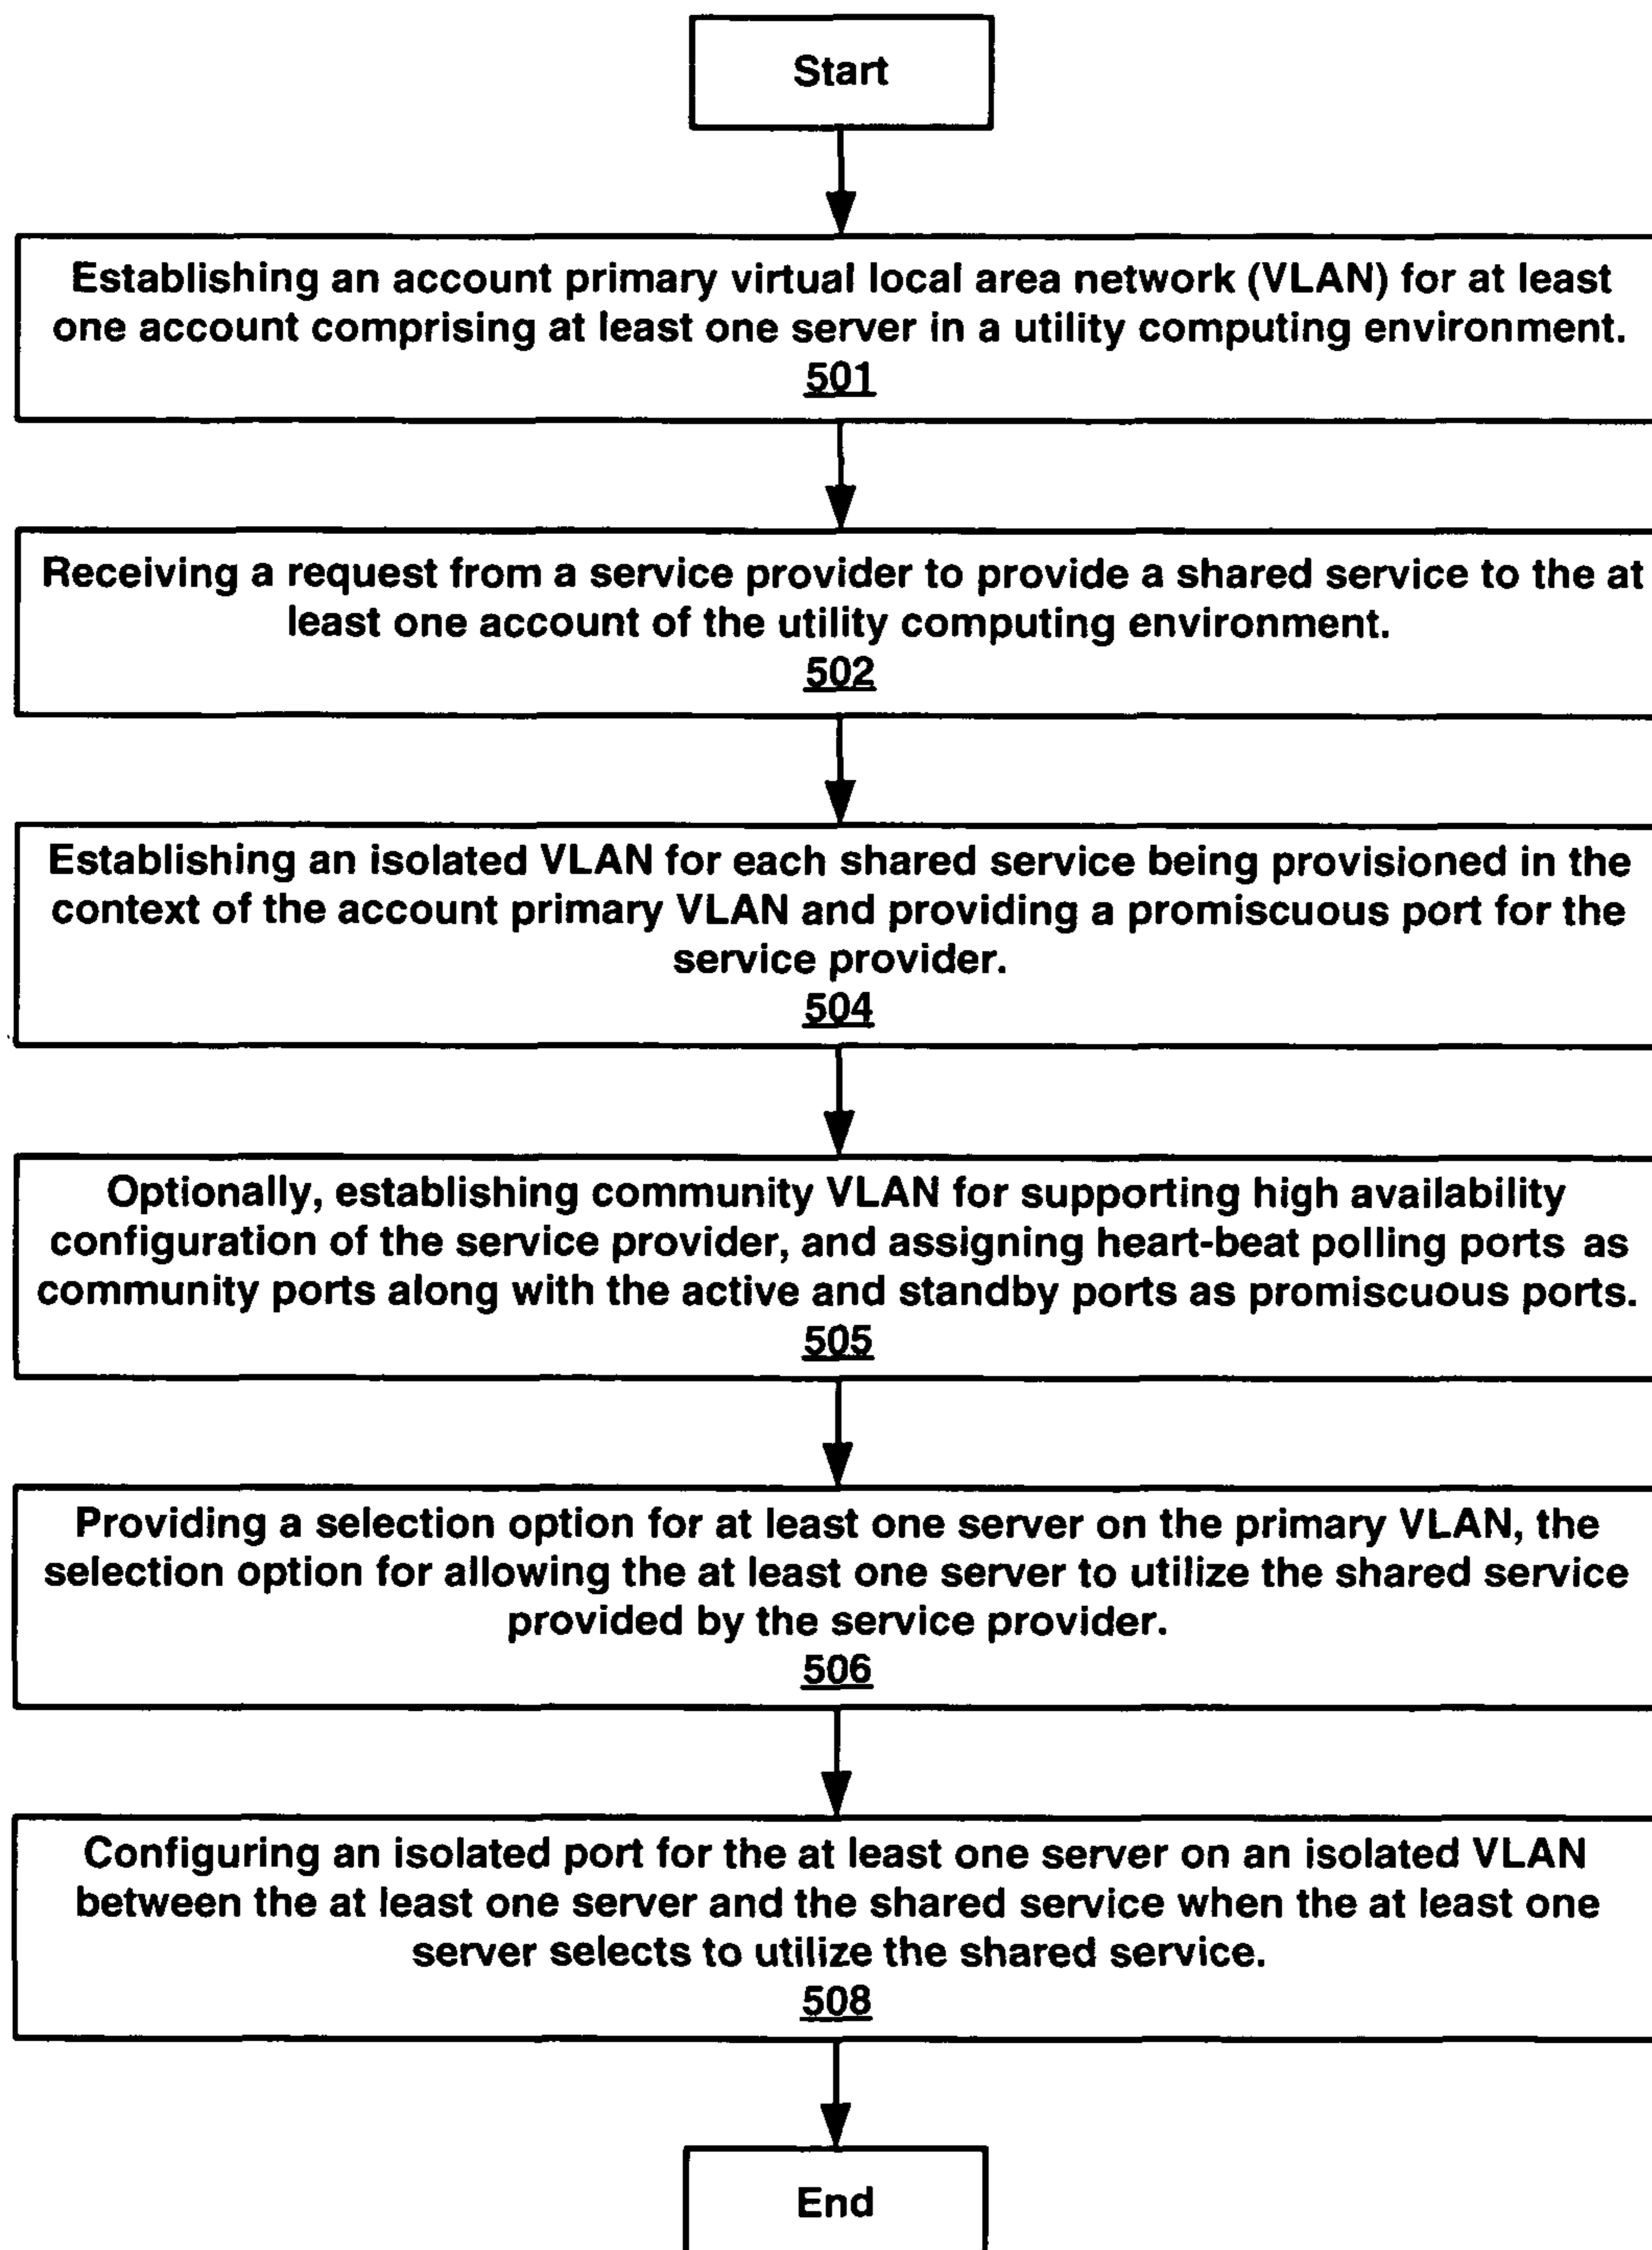 Start
Establishing an account primary virtual local area network (VLAN) for at least
one account comprising at least one server in a utility computing environment.
501
Receiving a request from a service provider to provide a shared service to the at
least one account of the utility computing environment.
502
Establishing an isolated VLAN for each shared service being provisioned in the
context of the account primary VLAN and providing a promiscuous port for the
service provider.
504
Optionally, establishing community VLAN for supporting high availability
configuration of the service provider, and assigning heart-beat polling ports as
community ports along with the active and standby ports as promiscuous ports.
505
Providing a selection option for at least one server on the primary VLAN, the
selection option for allowing the at least one server to utilize the shared service
provided by the service provider.
506
Configuring an isolated port for the at least one server on an isolated VLAN
between the at least one server and the shared service when the at least one
server selects to utilize the shared service.
508
End